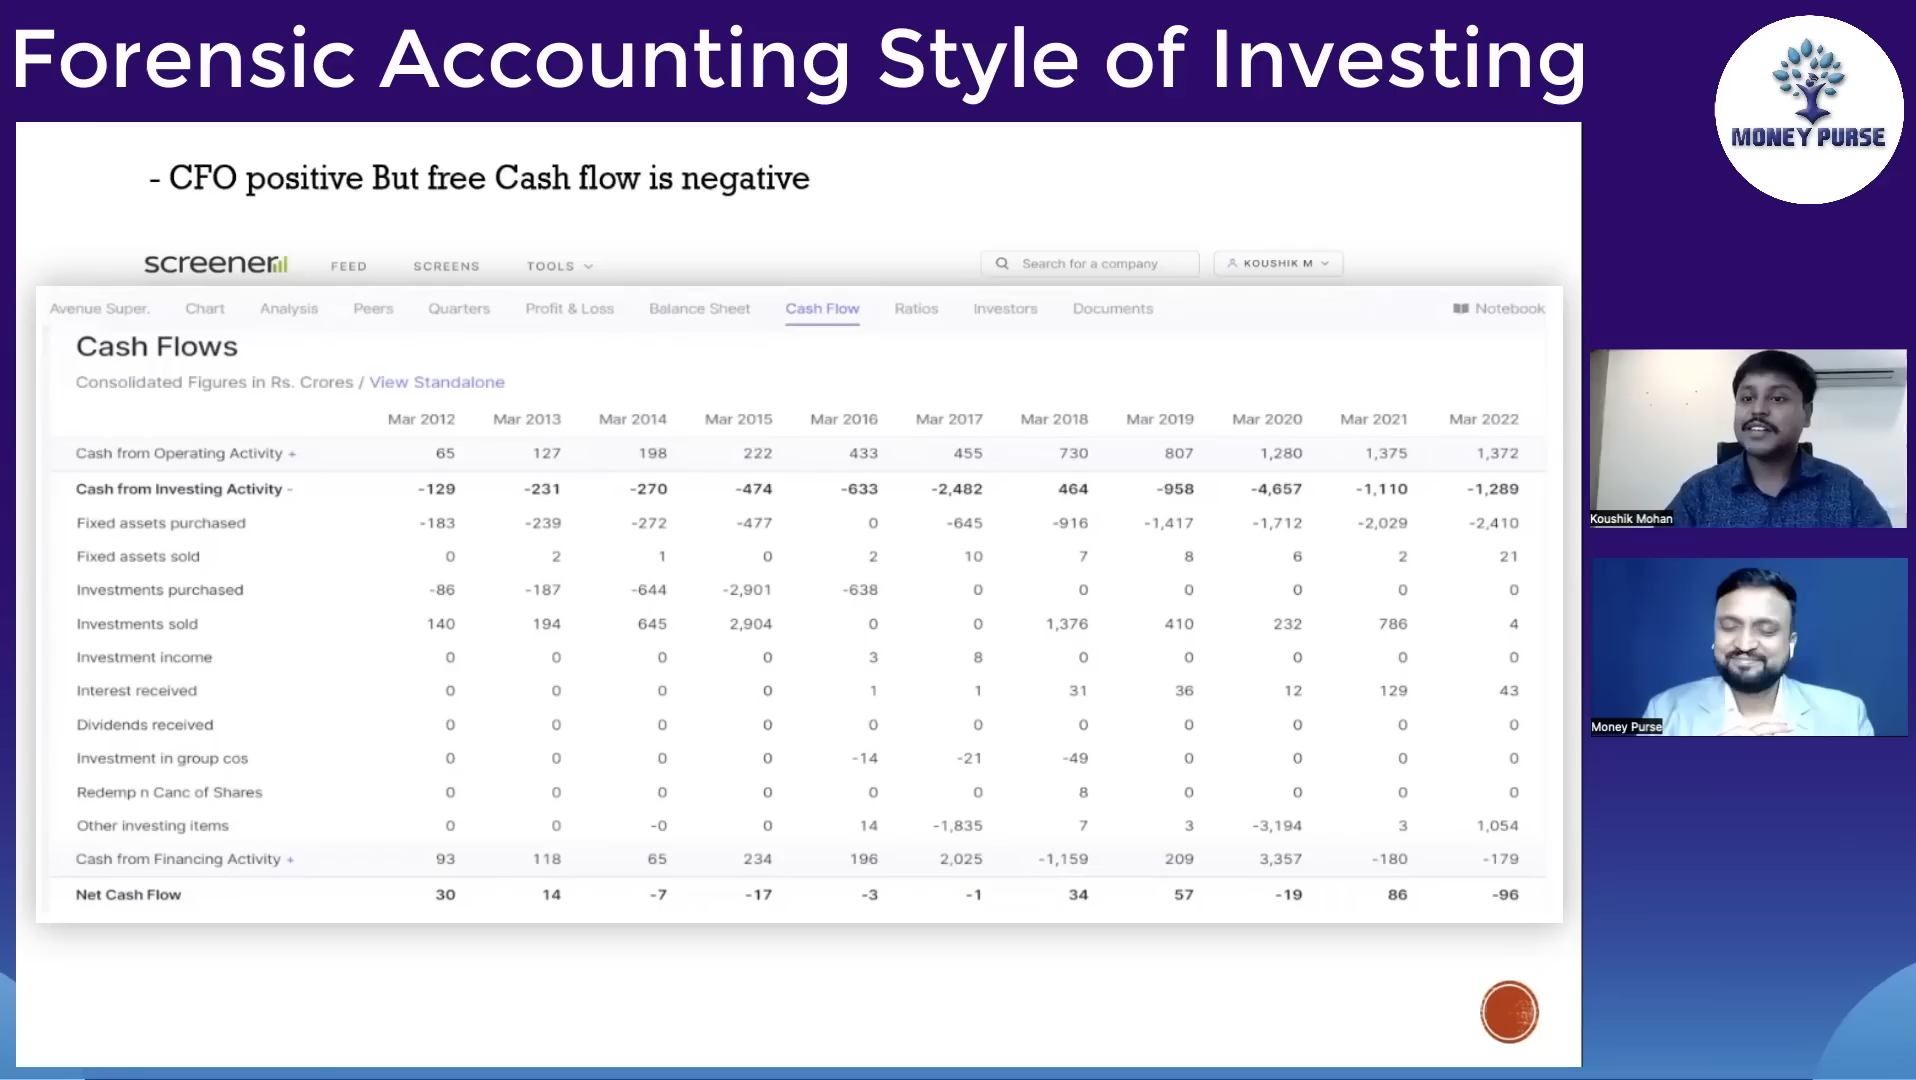 Forensic Accounting Style of Investing
MONEY PURSE
- CFO positive But free Cash flow is negative
screener FEED SCREENS TOOLS Search for a company KOUSHIK M
Avenue Super. Chart Analysis Peers Quarters Profit & Loss Balance Sheet Cash Flow Ratios Investors Documents Notebook
Cash Flows
Consolidated Figures in Rs. Crores / View Standalone
Mar 2012 Mar 2013 Mar 2014 Mar 2015 Mar 2016 Mar 2017 Mar 2018 Mar 2019 Mar 2020 Mar 2021 Mar 2022
Cash from Operating Activity + 65 127 198 222 433 455 730 807 1,280 1,375 1,372
Cash from Investing Activity - -129 -231 -270 -474 -633 -2,482 464 -958 -4,657 -1,110 -1,289
Fixed assets purchased -183 -239 -272 -477 0 -645 -916 -1,417 -1,712 -2,029 -2,410
Fixed assets sold 0 2 1 0 2 10 7 8 6 2 21
Investments purchased -86 -187 -644 -2,901 -638 0 0 0 0 0 0
Investments sold 140 194 645 2,904 0 0 1,376 410 232 786 4
Investment income 0 0 0 0 3 8 0 0 0 0 0
Interest received 0 0 0 0 1 1 31 36 12 129 43
Dividends received 0 0 0 0 0 0 0 0 0 0 0
Investment in group cos 0 0 0 0 -14 -21 -49 0 0 0 0
Redemp n Canc of Shares 0 0 0 0 0 0 8 0 0 0 0
Other investing items 0 0 -0 0 14 -1,835 7 3 -3,194 3 1,054
Cash from Financing Activity + 93 118 65 234 196 2,025 -1,159 209 3,357 -180 -179
Net Cash Flow 30 14 -7 -17 -3 -1 34 57 -19 86 -96
Koushik Mohan
Money Purse